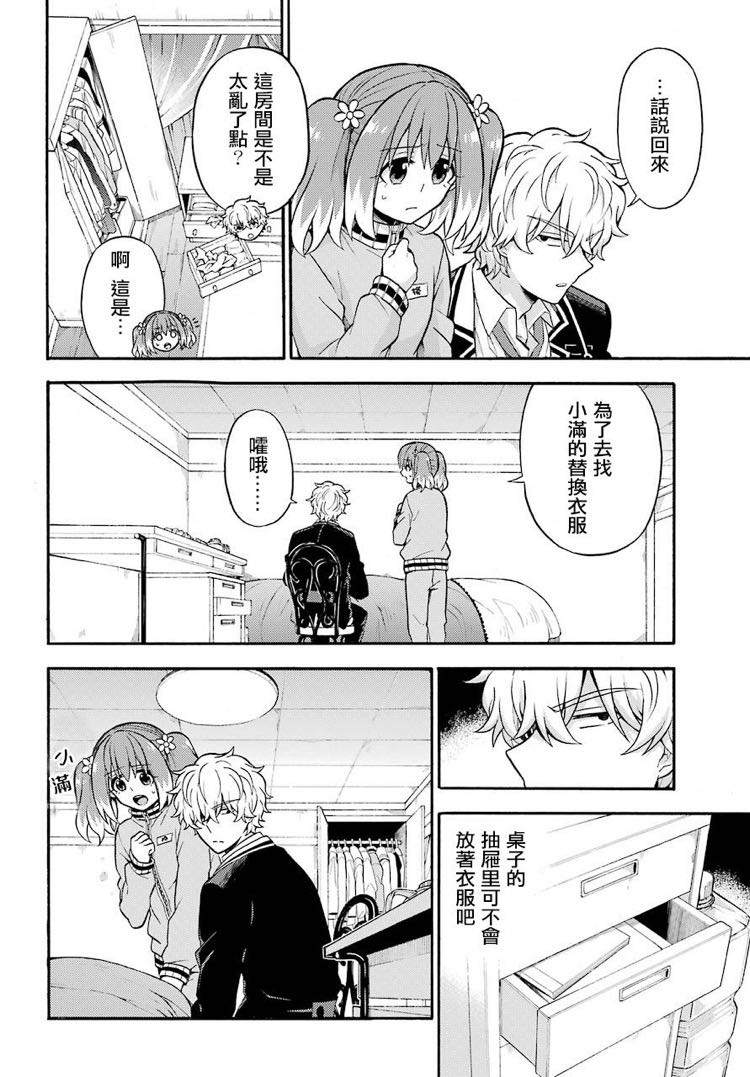 …話説回來
這房間是不是
太亂了點？
啊 這是…
為了去找
小滿的替換衣服
嚯哦……
桌子的
抽屜里可不會
放著衣服吧
小滿